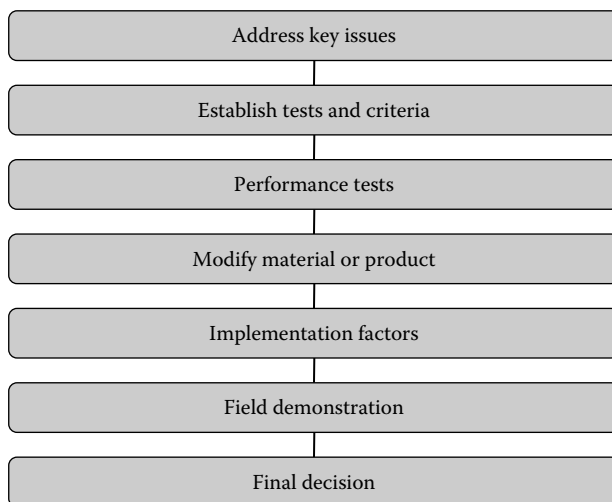 Address key issues
Establish tests and criteria
Performance tests
Modify material or product
Implementation factors
Field demonstration
Final decision